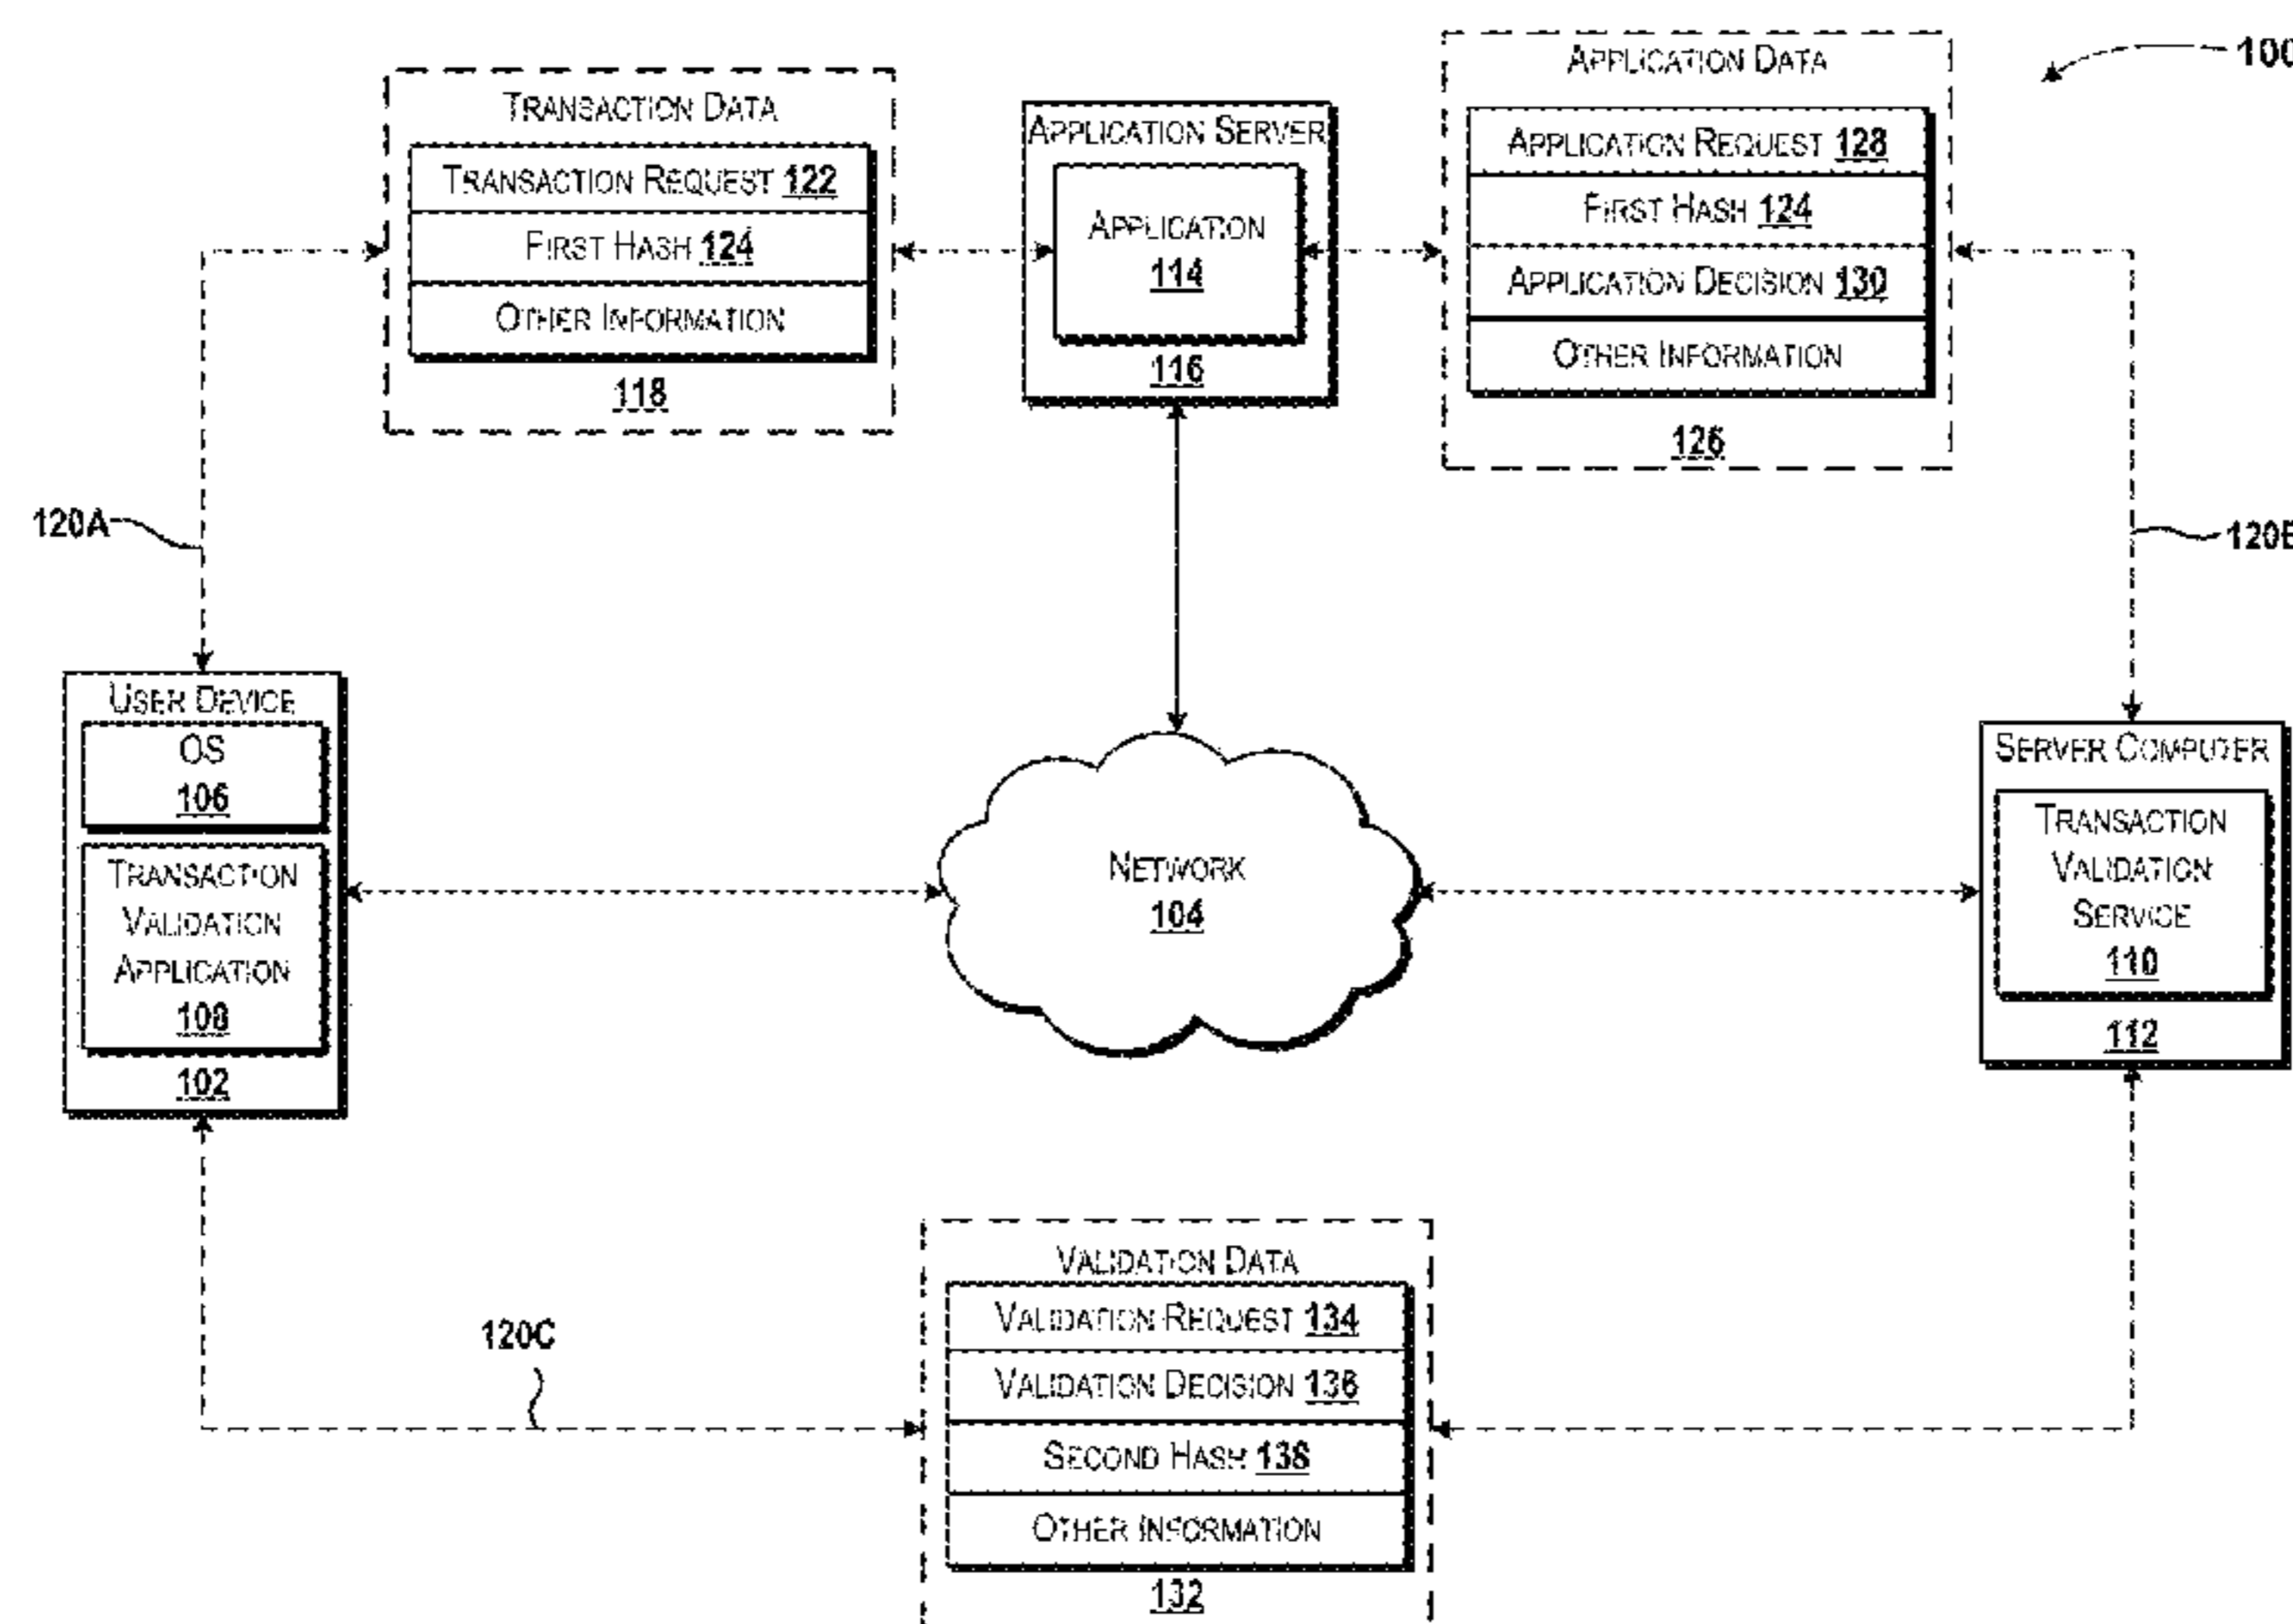 100
TRANSACTION DATA
TRANSACTION REQUEST 122
FIRST HASH 124
OTHER INFORMATION
118
APPLICATION SERVER
APPLICATION
114
116
APPLICATION DATA
APPLICATION REQUEST 128
FIRST HASH 124
APPLICATION DECISION 130
OTHER INFORMATION
126
120A
120B
USER DEVICE
OS
106
TRANSACTION
VALIDATION
APPLICATION
108
102
NETWORK
104
SERVER COMPUTER
TRANSACTION
VALIDATION
SERVICE
110
112
120C
VALIDATION DATA
VALIDATION REQUEST 134
VALIDATION DECISION 136
SECOND HASH 138
OTHER INFORMATION
132